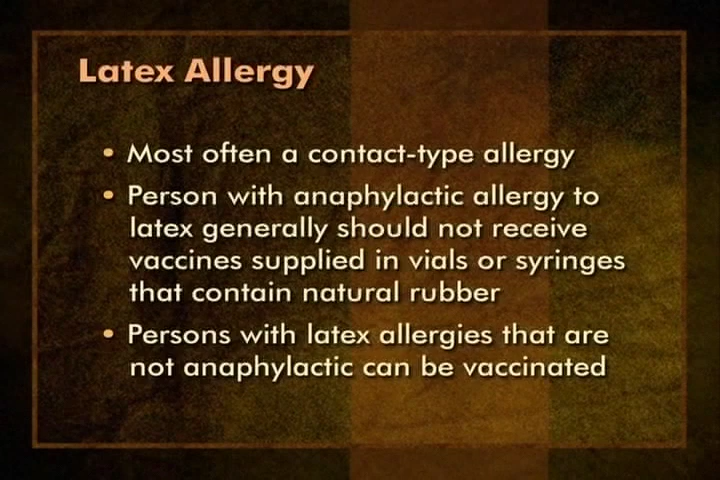 Latex Allergy
• Most often a contact-type allergy
• Person with anaphylactic allergy to
latex generally should not receive
vaccines supplied in vials or syringes
that contain natural rubber
• Persons with latex allergies that are
not anaphylactic can be vaccinated